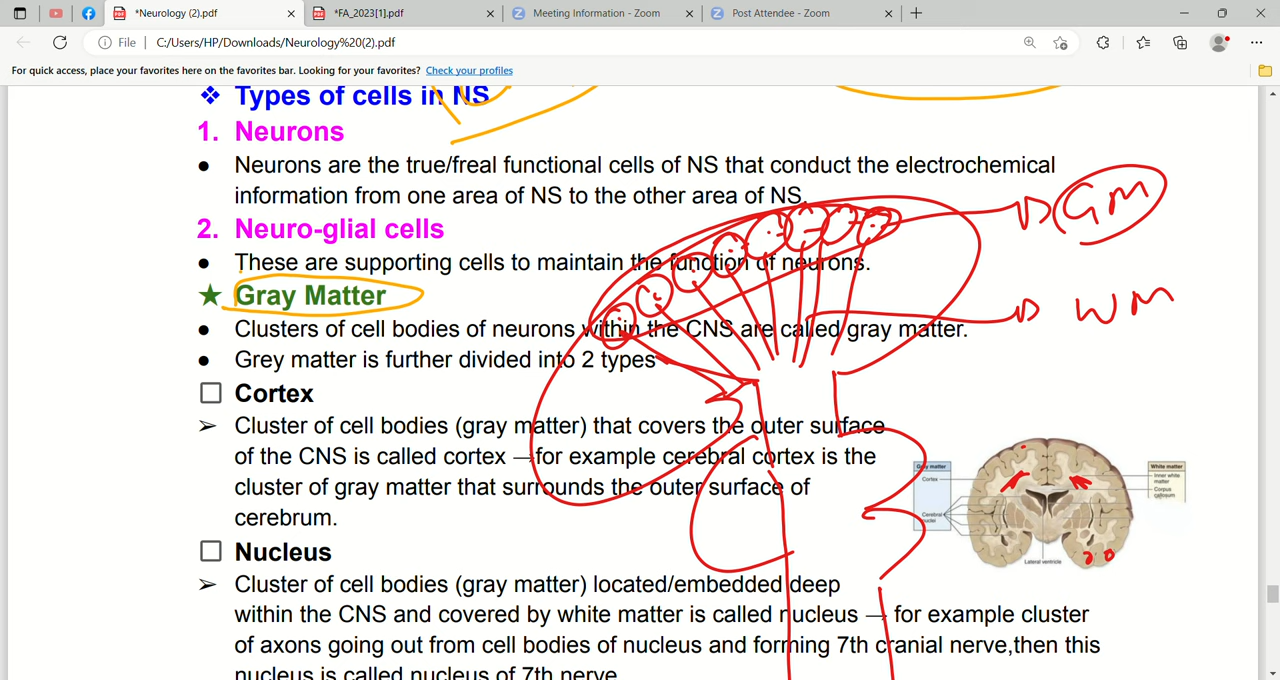 *Neurology (2).pdf
*FA_2023[1].pdf
Meeting Information - Zoom
Post Attendee - Zoom
File
C:/Users/HP/Downloads/Neurology%20(2).pdf
For quick access, place your favorites here on the favorites bar. Looking for your favorites? Check your profiles
❖ Types of cells in NS
1. Neurons
● Neurons are the true/freal functional cells of NS that conduct the electrochemical
information from one area of NS to the other area of NS.
GM
2. Neuro-glial cells
● These are supporting cells to maintain the function of neurons.
★ Gray Matter
WM
● Clusters of cell bodies of neurons within the CNS are called gray matter.
● Grey matter is further divided into 2 types
☐ Cortex
➢ Cluster of cell bodies (gray matter) that covers the outer surface
of the CNS is called cortex —for example cerebral cortex is the
cluster of gray matter that surrounds the outer surface of
cerebrum.
Gray matter
Cortex
Cerebral
nuclei
White matter
Inner white
matter
Corpus
callosum
Lateral ventricle
☐ Nucleus
➢ Cluster of cell bodies (gray matter) located/embedded deep
within the CNS and covered by white matter is called nucleus — for example cluster
of axons going out from cell bodies of nucleus and forming 7th cranial nerve,then this
nucleus is called nucleus of 7th nerve